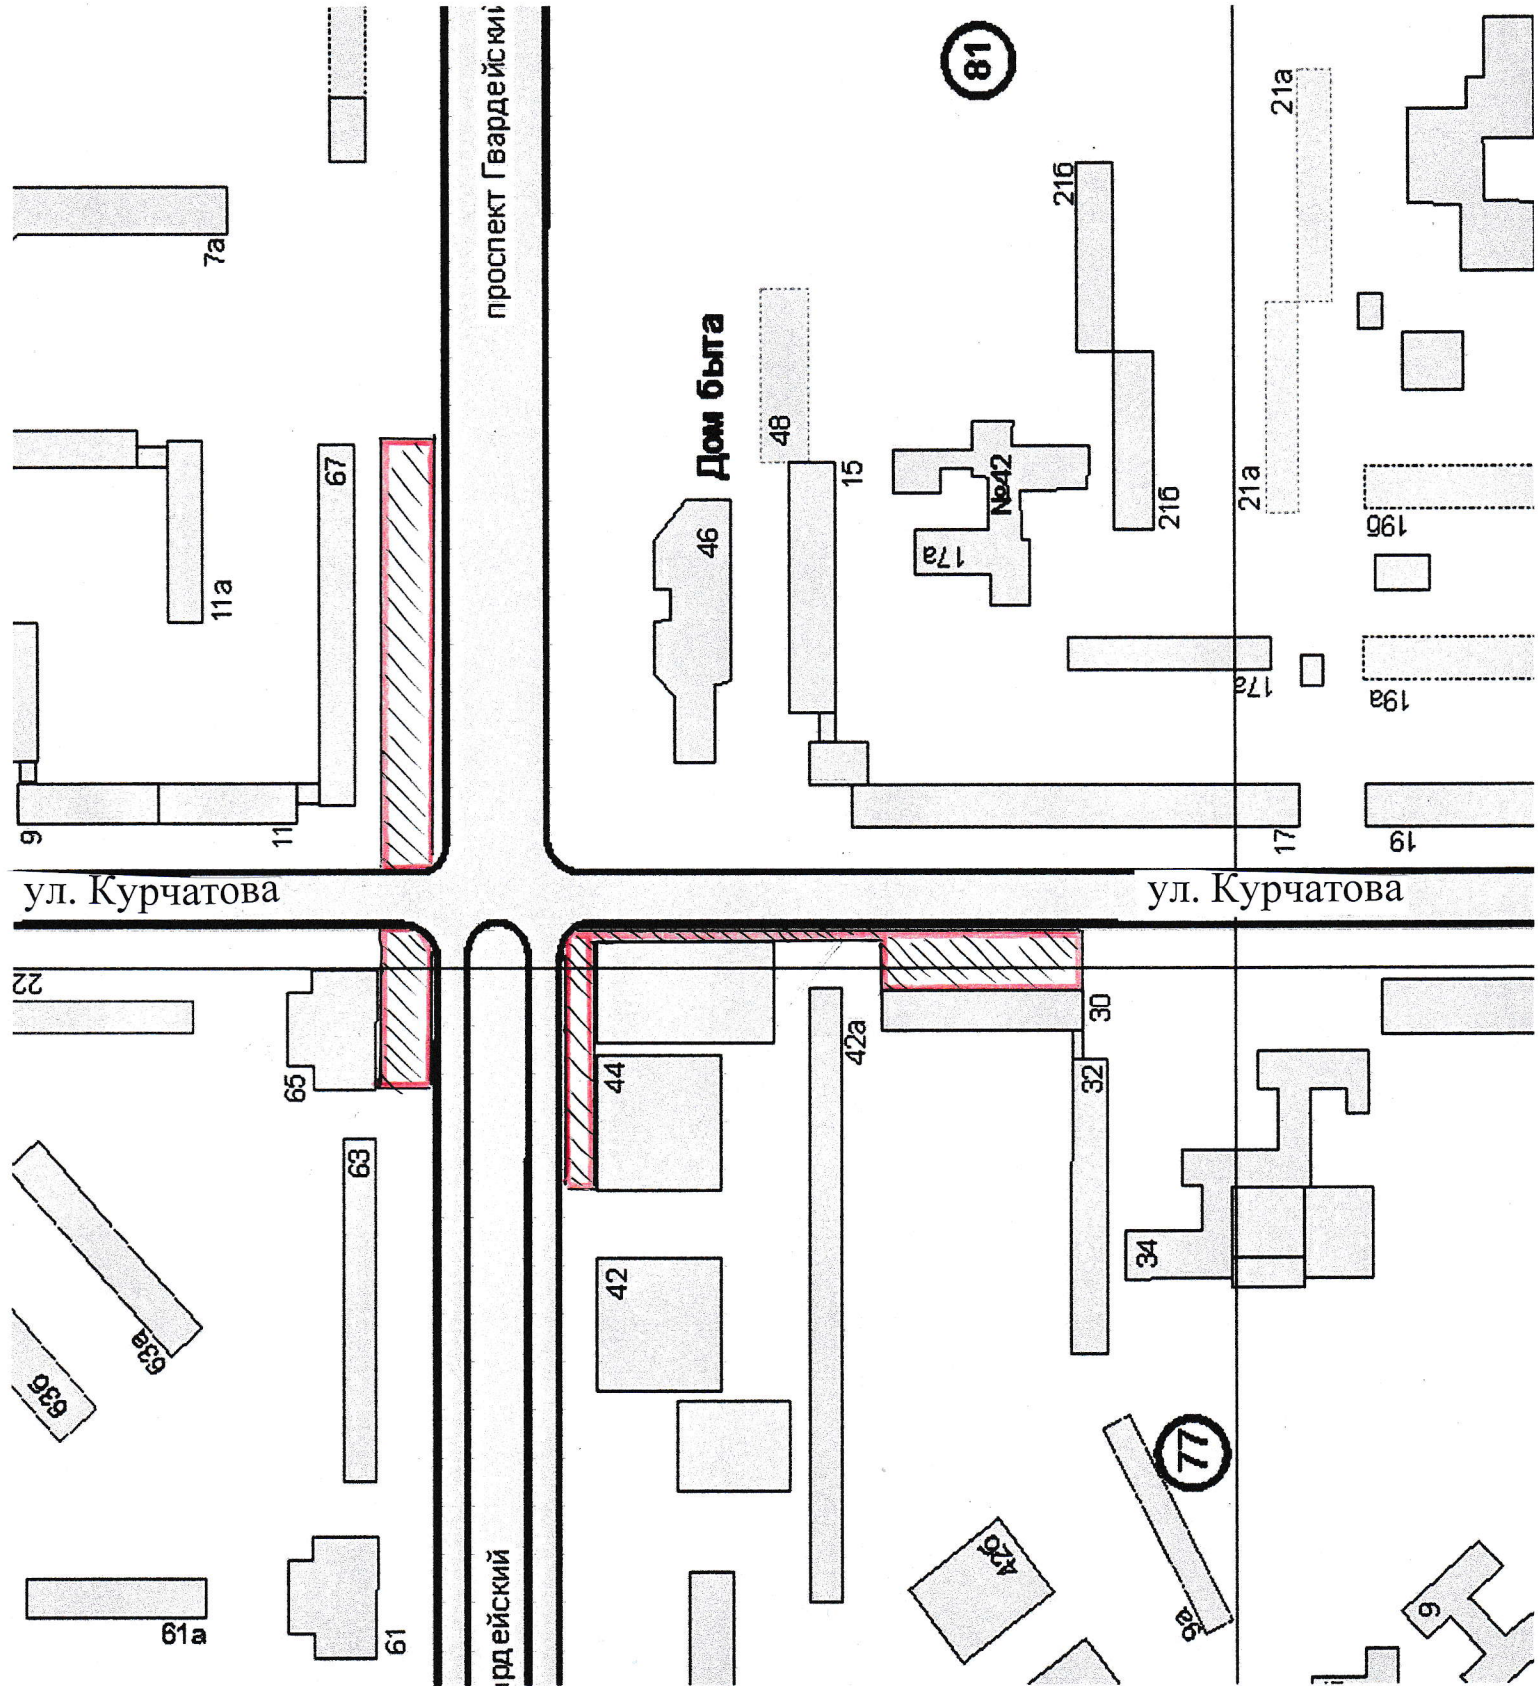 проспект Гвардейский
81
21а
7а
21б
Дом быта
48
67
15
№42
21а
21б
19б
46
17а
11а
17а
19а
9
11
17
19
ул. Курчатова
ул. Курчатова
22
30
42а
65
44
32
63
34
42
63а
63б
77
рдейский
42б
9а
9
61а
61